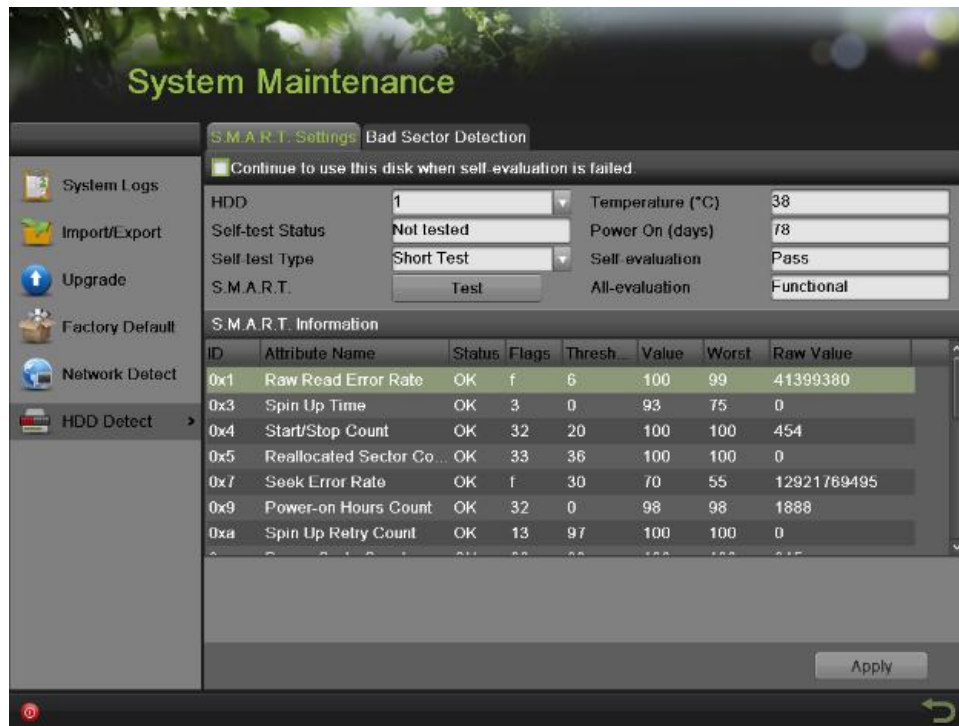 System Maintenance
S.M.A.R.T. Settings Bad Sector Detection
Continue to use this disk when self-evaluation is failed.
System Logs
Import/Export
Upgrade
Factory Default
Network Detect
HDD Detect >
HDD 1 Temperature (°C) 38
Self-test Status Not tested Power On (days) 78
Self-test Type Short Test Self-evaluation Pass
S.M.A.R.T. Test All-evaluation Functional
S.M.A.R.T. Information
ID Attribute Name Status Flags Thresh... Value Worst Raw Value
0x1 Raw Read Error Rate OK f 6 100 99 41399380
0x3 Spin Up Time OK 3 0 93 75 0
0x4 Start/Stop Count OK 32 20 100 100 454
0x5 Reallocated Sector Co... OK 33 36 100 100 0
0x7 Seek Error Rate OK f 30 70 55 12921769495
0x9 Power-on Hours Count OK 32 0 98 98 1888
0xa Spin Up Retry Count OK 13 97 100 100 0
Apply